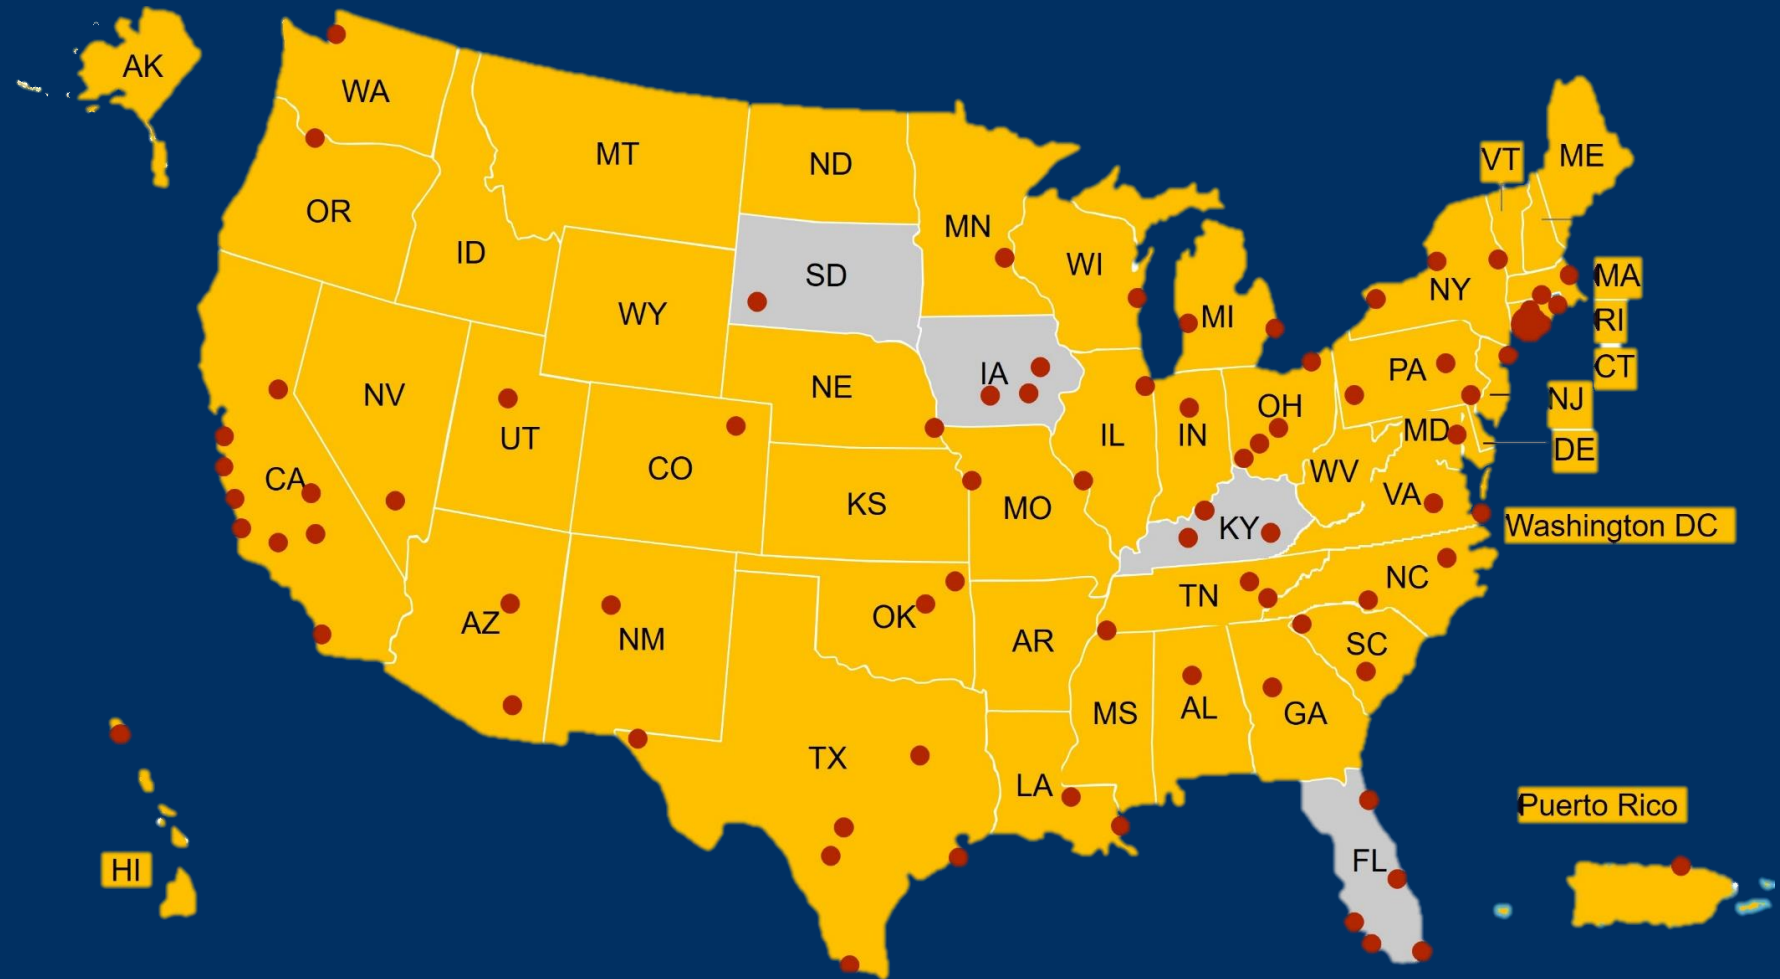 AK
WA
MT
ND
VT
ME
OR
MN
ID
SD
WI
MA
NY
WY
MI
RI
IA
CT
PA
NV
NE
NJ
OH
UT
IL
IN
MD
DE
CO
WV
CA
VA
KS
MO
KY
Washington DC
NC
TN
AZ
OK
NM
AR
SC
MS
AL
GA
TX
LA
Puerto Rico
FL
HI